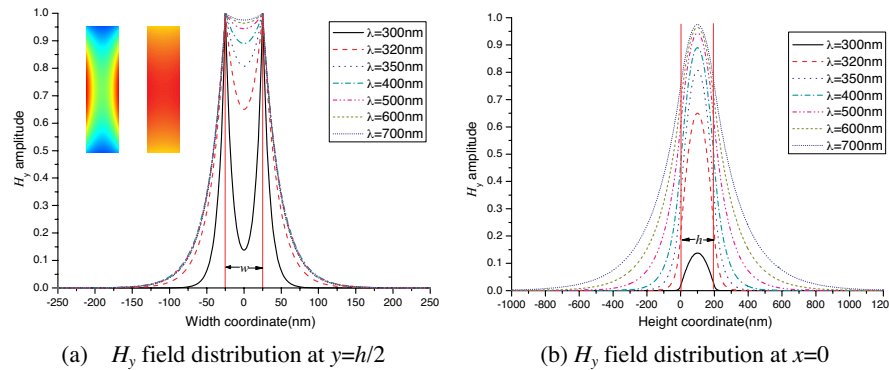 1.0
0.9
0.8
0.7
0.6
0.5
0.4
0.3
0.2
0.1
0.0
H_y amplitude
λ=300nm
λ=320nm
λ=350nm
λ=400nm
λ=500nm
λ=600nm
λ=700nm
w
-250 -200 -150 -100 -50 0 50 100 150 200 250
Width coordinate(nm)
(a) H_y field distribution at y=h/2
1.0
0.9
0.8
0.7
0.6
0.5
0.4
0.3
0.2
0.1
0.0
H_y amplitude
λ=300nm
λ=320nm
λ=350nm
λ=400nm
λ=500nm
λ=600nm
λ=700nm
h
-1000 -800 -600 -400 -200 0 200 400 600 800 1000 120
Height coordinate(nm)
(b) H_y field distribution at x=0